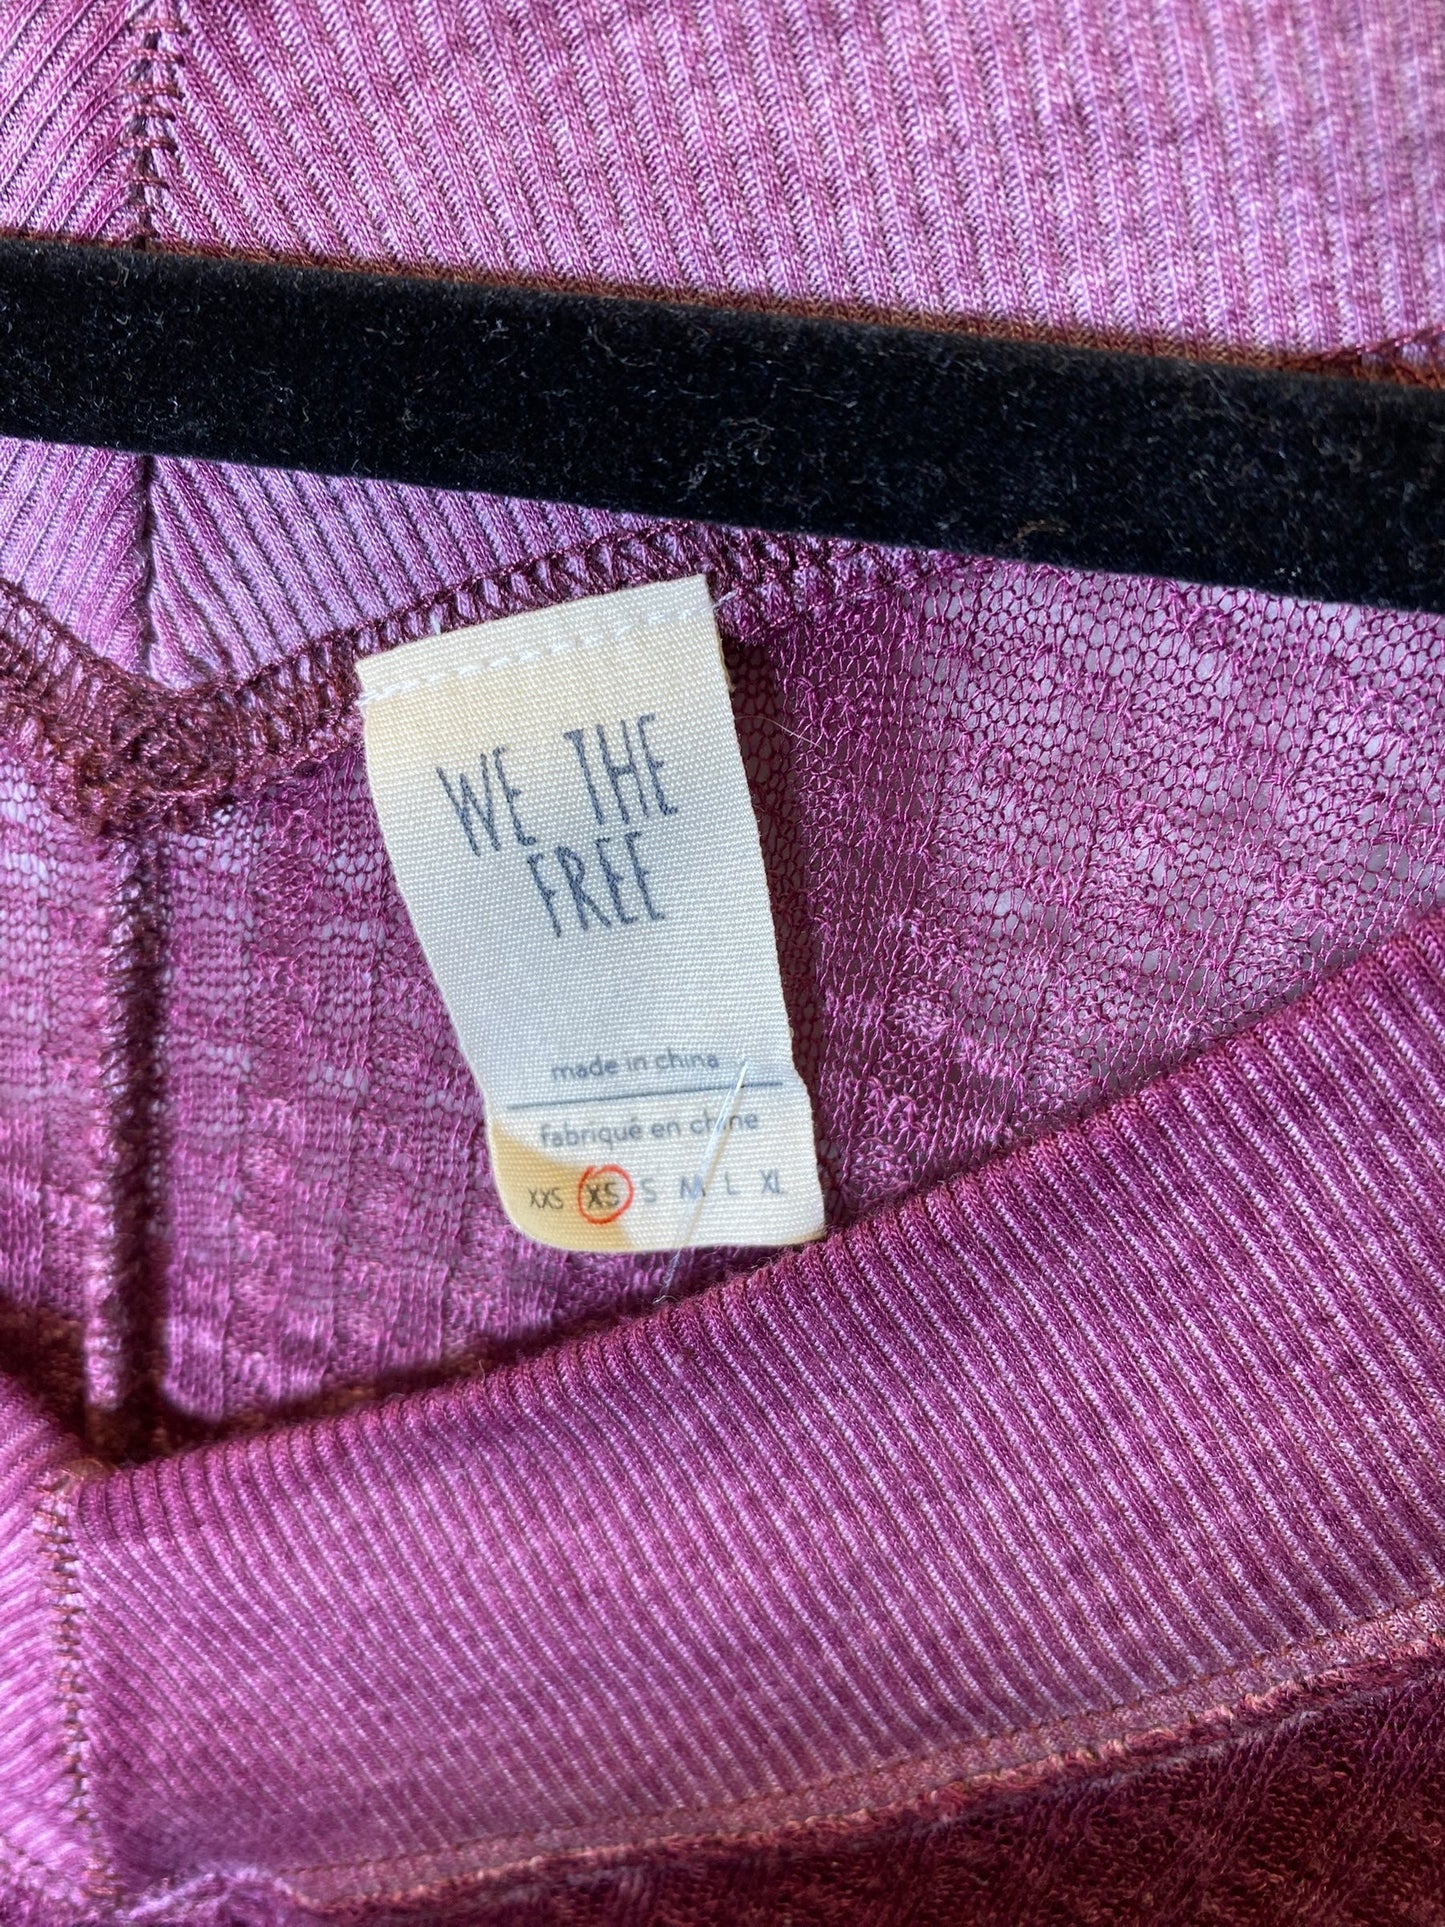 WE THE
FREE
made in china
fabriqué en chine
XXS XS S M L XL